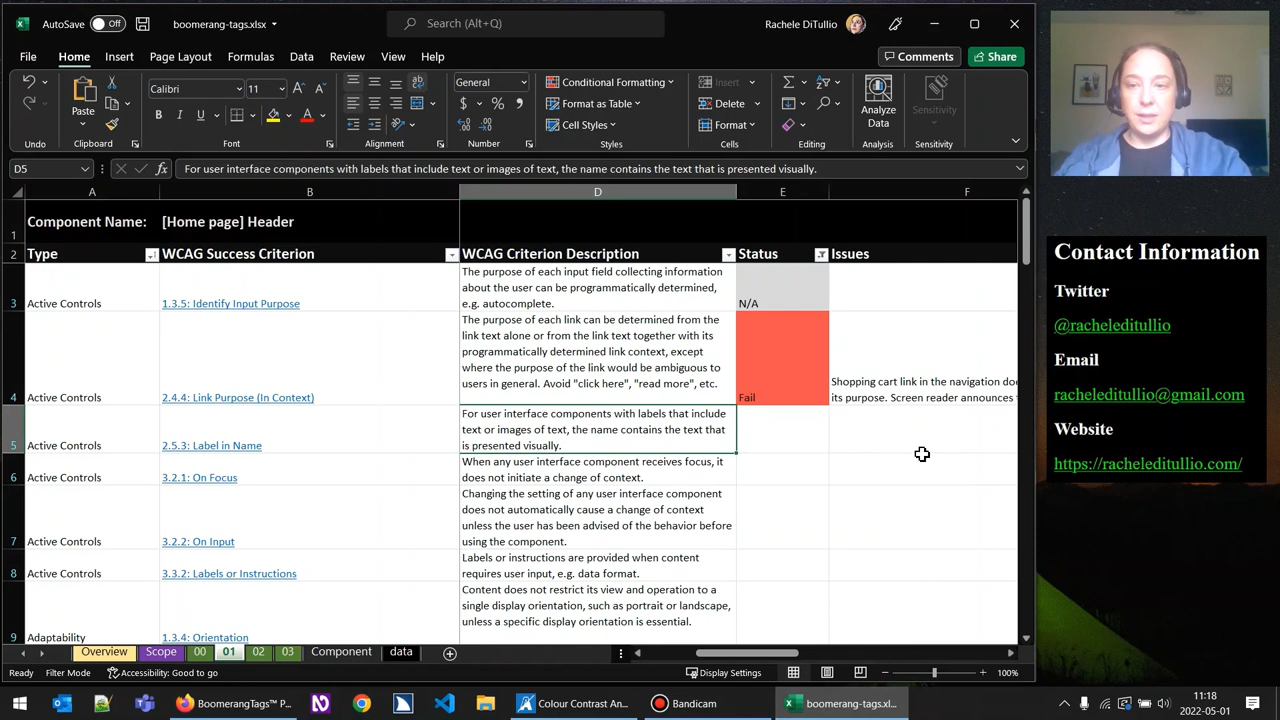 AutoSave Off boomerang-tags.xlsx Search (Alt+Q) Rachele DiTullio
File Home Insert Page Layout Formulas Data Review View Help Comments Share
Calibri 11 General Conditional Formatting Insert
Paste Format as Table Delete Analyze Data Sensitivity
B I U $ % , Cell Styles Format
Undo Clipboard Font Alignment Number Styles Cells Editing Analysis Sensitivity
D5 fx For user interface components with labels that include text or images of text, the name contains the text that is presented visually.
A B D E F
1 Component Name: [Home page] Header
2 Type WCAG Success Criterion WCAG Criterion Description Status Issues
The purpose of each input field collecting information
about the user can be programmatically determined,
3 Active Controls 1.3.5: Identify Input Purpose e.g. autocomplete. N/A
The purpose of each link can be determined from the
link text alone or from the link text together with its
programmatically determined link context, except
where the purpose of the link would be ambiguous to Shopping cart link in the navigation doe
4 Active Controls 2.4.4: Link Purpose (In Context) users in general. Avoid "click here", "read more", etc. Fail its purpose. Screen reader announces
For user interface components with labels that include
text or images of text, the name contains the text that
5 Active Controls 2.5.3: Label in Name is presented visually.
When any user interface component receives focus, it
6 Active Controls 3.2.1: On Focus does not initiate a change of context.
Changing the setting of any user interface component
does not automatically cause a change of context
unless the user has been advised of the behavior before
7 Active Controls 3.2.2: On Input using the component.
Labels or instructions are provided when content
8 Active Controls 3.3.2: Labels or Instructions requires user input, e.g. data format.
Content does not restrict its view and operation to a
single display orientation, such as portrait or landscape,
unless a specific display orientation is essential.
9 Adaptability 1.3.4: Orientation
Overview Scope 00 01 02 03 Component data
Ready Filter Mode Accessibility: Good to go Display Settings 100%
BoomerangTags™ P... Colour Contrast An... Bandicam boomerang-tags.xl... 11:18
2022-05-01
Contact Information
Twitter
@racheleditullio
Email
racheleditullio@gmail.com
Website
https://racheleditullio.com/